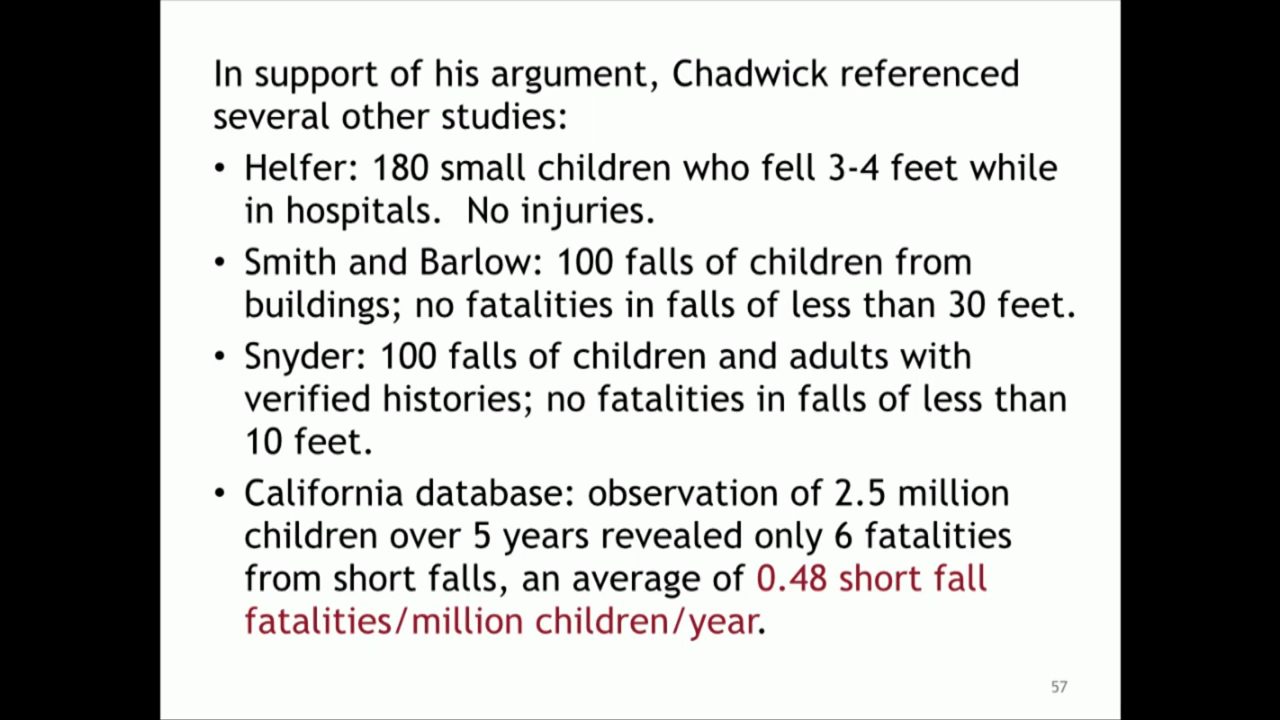 In support of his argument, Chadwick referenced
several other studies:
• Helfer: 180 small children who fell 3-4 feet while
in hospitals.  No injuries.
• Smith and Barlow: 100 falls of children from
buildings; no fatalities in falls of less than 30 feet.
• Snyder: 100 falls of children and adults with
verified histories; no fatalities in falls of less than
10 feet.
• California database: observation of 2.5 million
children over 5 years revealed only 6 fatalities
from short falls, an average of 0.48 short fall
fatalities/million children/year.
57